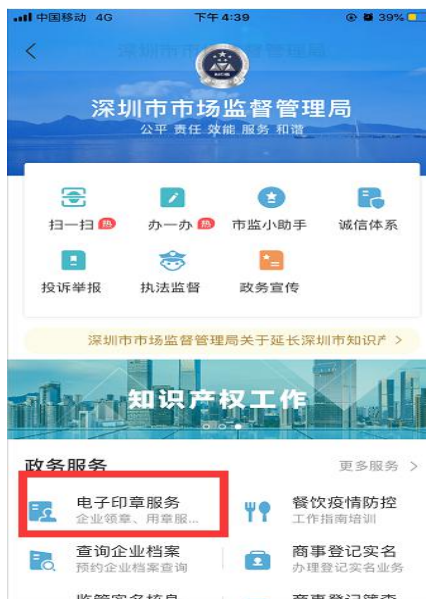 中国移动 4G 下午4:39 39%
深圳市市场监督管理局
公平 责任 效能 服务 和谐
扫一扫 热 办一办 热 市监小助手 诚信体系
投诉举报 执法监督 政务宣传
深圳市市场监督管理局关于延长深圳市知识产 >
知识产权工作
政务服务 更多服务 >
电子印章服务 餐饮疫情防控
企业领章、用章服... 工作指南培训
查询企业档案 商事登记实名
预约企业档案查询 办理登记实名业务